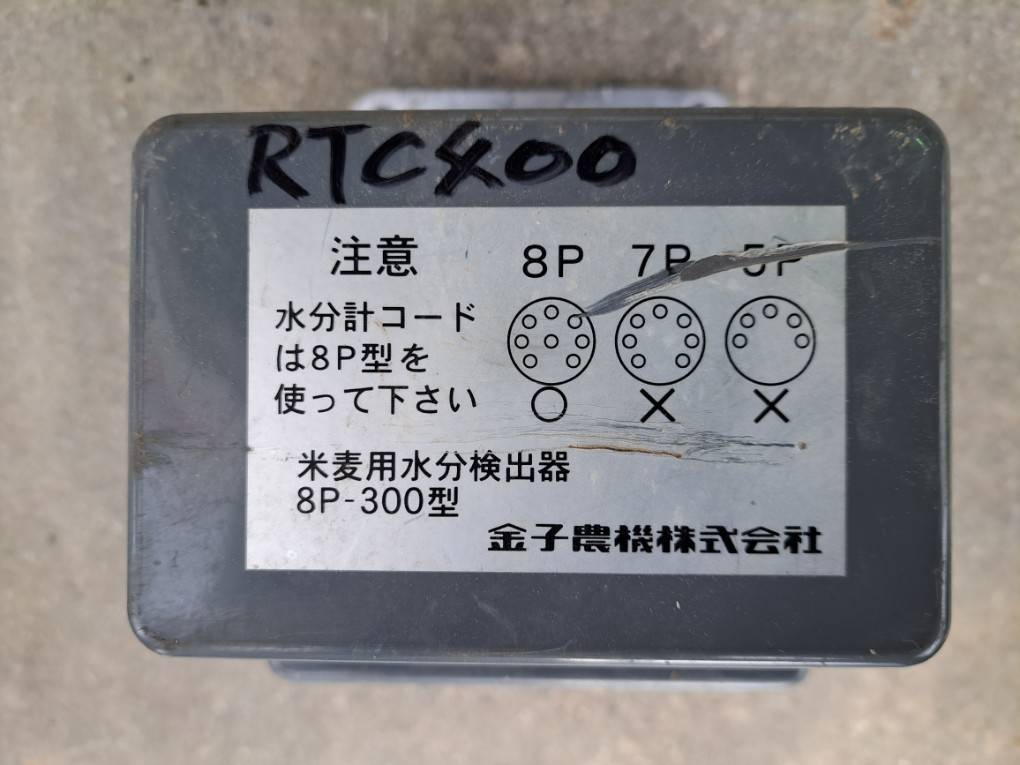 RTC400
注意 8P 7P 5P
水分計コード
は8P型を
使って下さい
○ × ×
米麦用水分検出器
8P-300型
金子農機株式会社